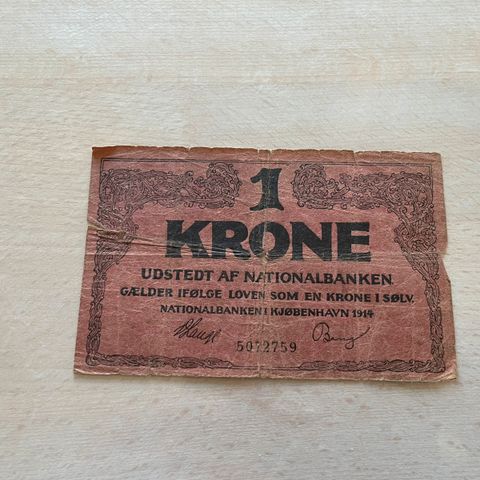 1
KRONE
UDSTEDT AF NATIONALBANKEN
GÆLDER IFØLGE LOVEN SOM EN KRONE I SØLV.
NATIONALBANKEN I KJØBENHAVN 1914
5072759